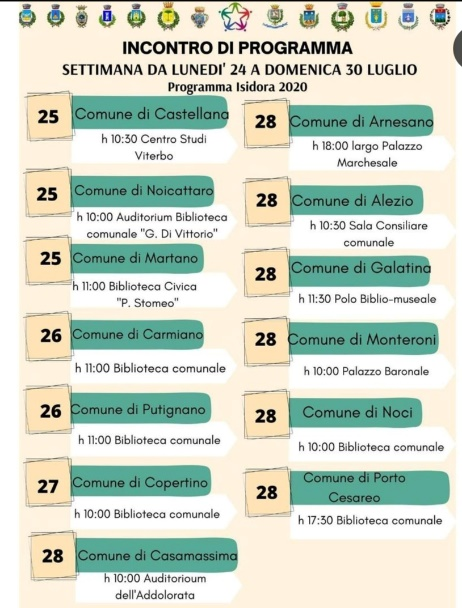 INCONTRO DI PROGRAMMA
SETTIMANA DA LUNEDI' 24 A DOMENICA 30 LUGLIO
Programma Isidora 2020
25
Comune di Castellana
h 10:30 Centro Studi
Viterbo
25
Comune di Noicattaro
h 10:00 Auditorium Biblioteca
comunale "G. Di Vittorio"
25
Comune di Martano
h 11:00 Biblioteca Civica
"P. Stomeo"
26
Comune di Carmiano
h 11:00 Biblioteca comunale
26
Comune di Putignano
h 11:00 Biblioteca comunale
27
Comune di Copertino
h 10:00 Biblioteca comunale
28
Comune di Casamassima
h 10:00 Auditorioum
dell'Addolorata
28
Comune di Arnesano
h 18:00 largo Palazzo
Marchesale
28
Comune di Alezio
h 10:30 Sala Consiliare
comunale
28
Comune di Galatina
h 11:30 Polo Biblio-museale
28
Comune di Monteroni
h 10:00 Palazzo Baronale
28
Comune di Noci
h 10:00 Biblioteca comunale
28
Comune di Porto
Cesareo
h 17:30 Biblioteca comunale